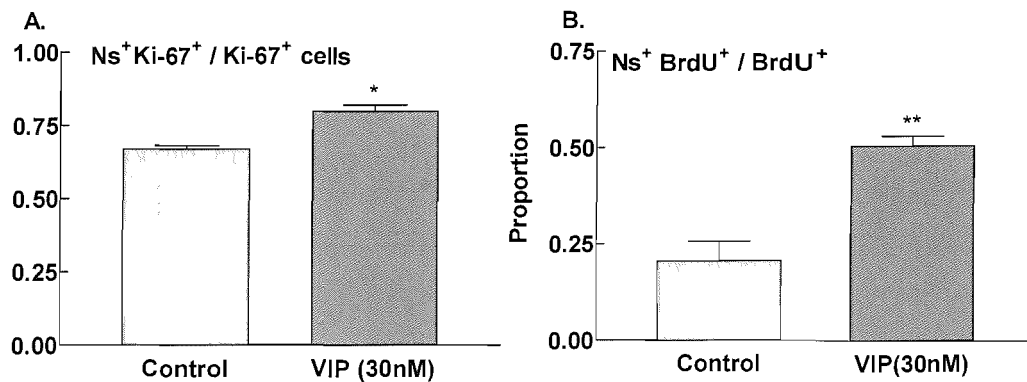 A.
Ns⁺Ki-67⁺ / Ki-67⁺ cells
1.00
0.75
0.50
0.25
0.00
*
Control
VIP (30nM)
B.
Ns⁺ BrdU⁺ / BrdU⁺
Proportion
0.75
0.50
0.25
0.00
**
Control
VIP(30nM)